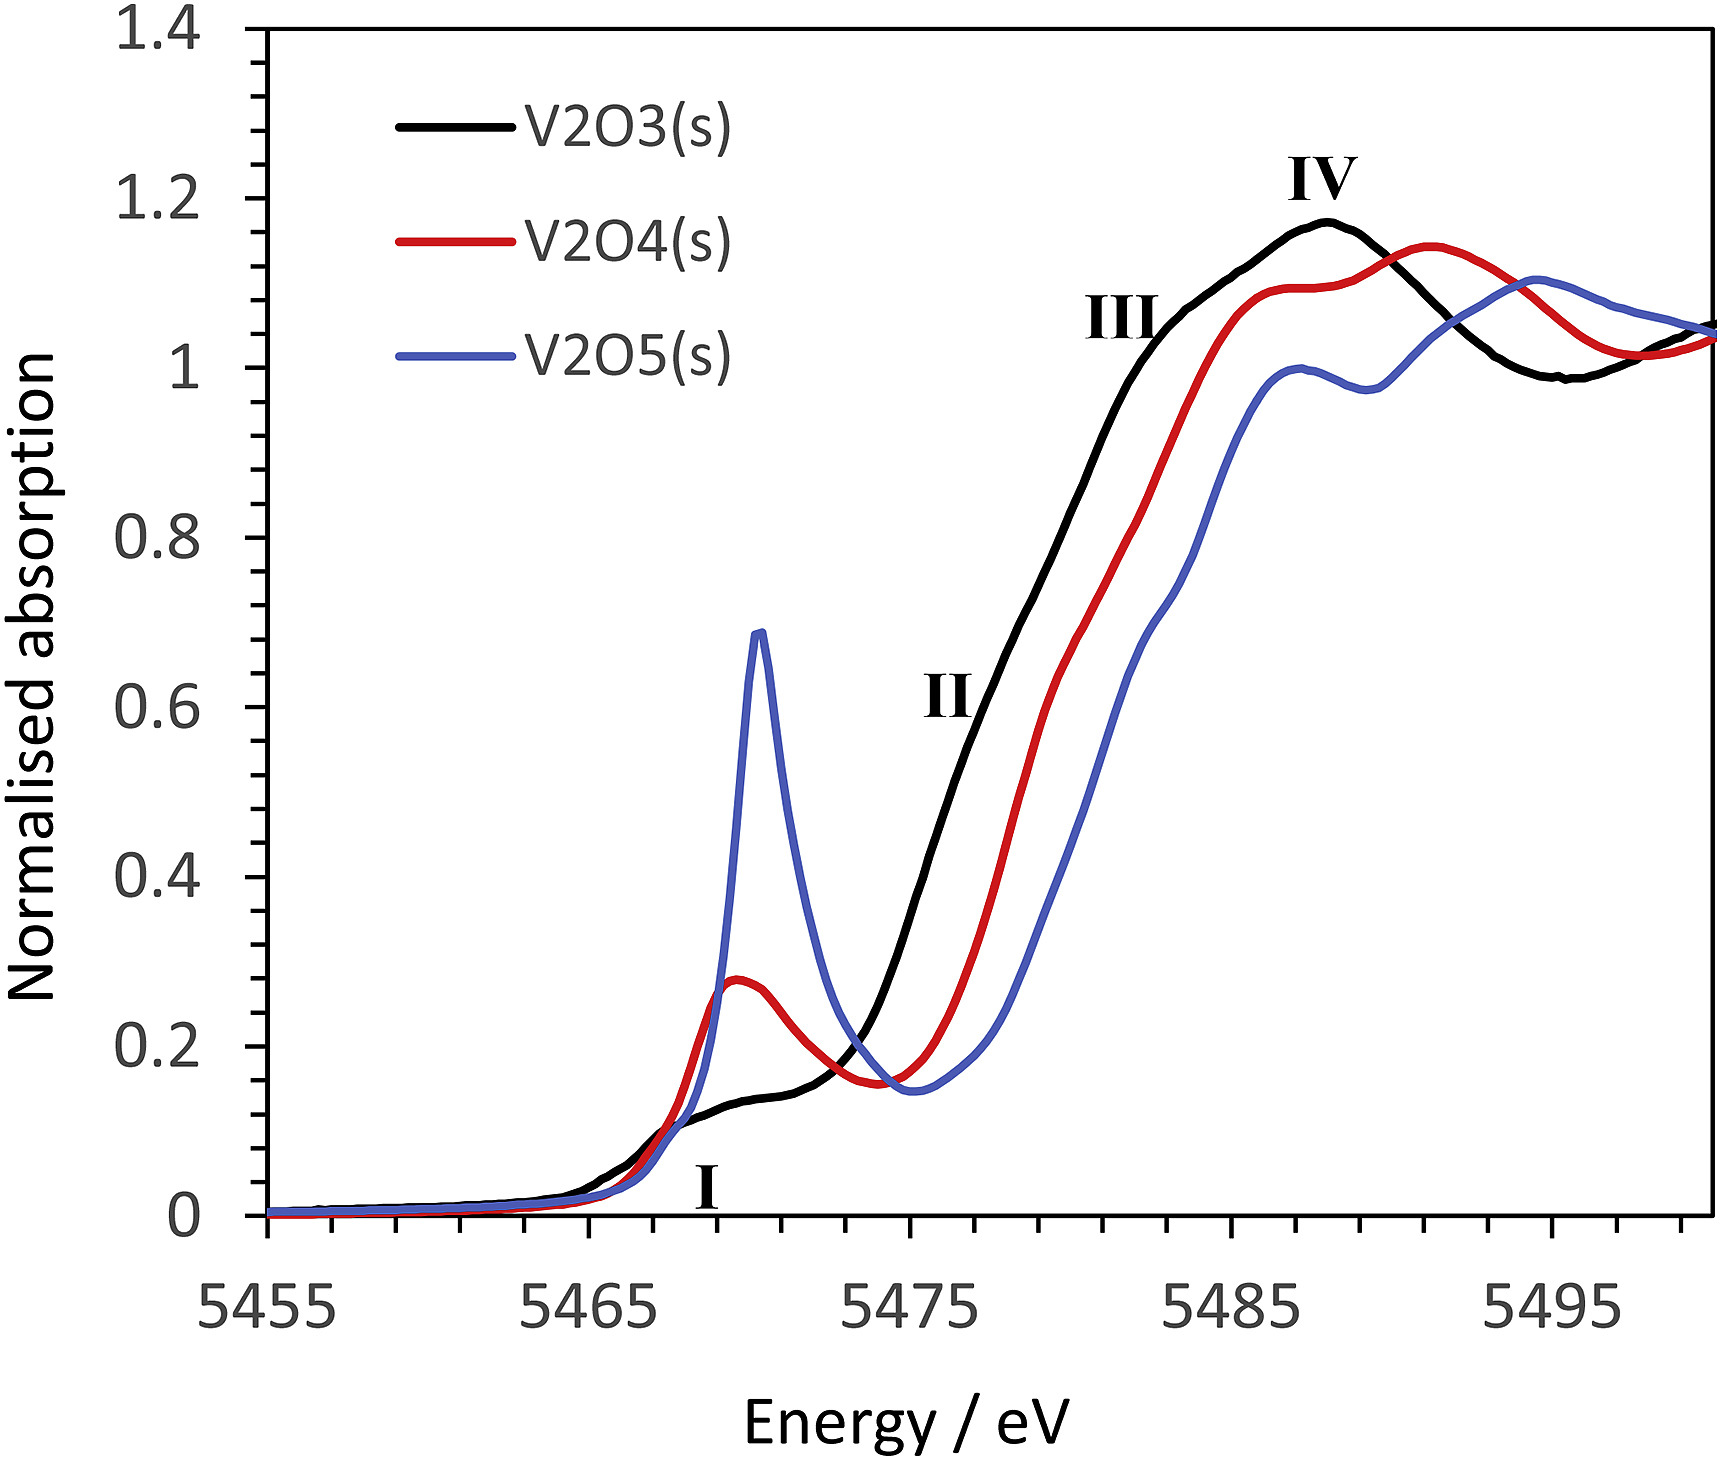 1.4
1.2
1
0.8
0.6
0.4
0.2
0
Normalised absorption
V2O3(s)
V2O4(s)
V2O5(s)
IV
III
II
I
5455 5465 5475 5485 5495
Energy / eV